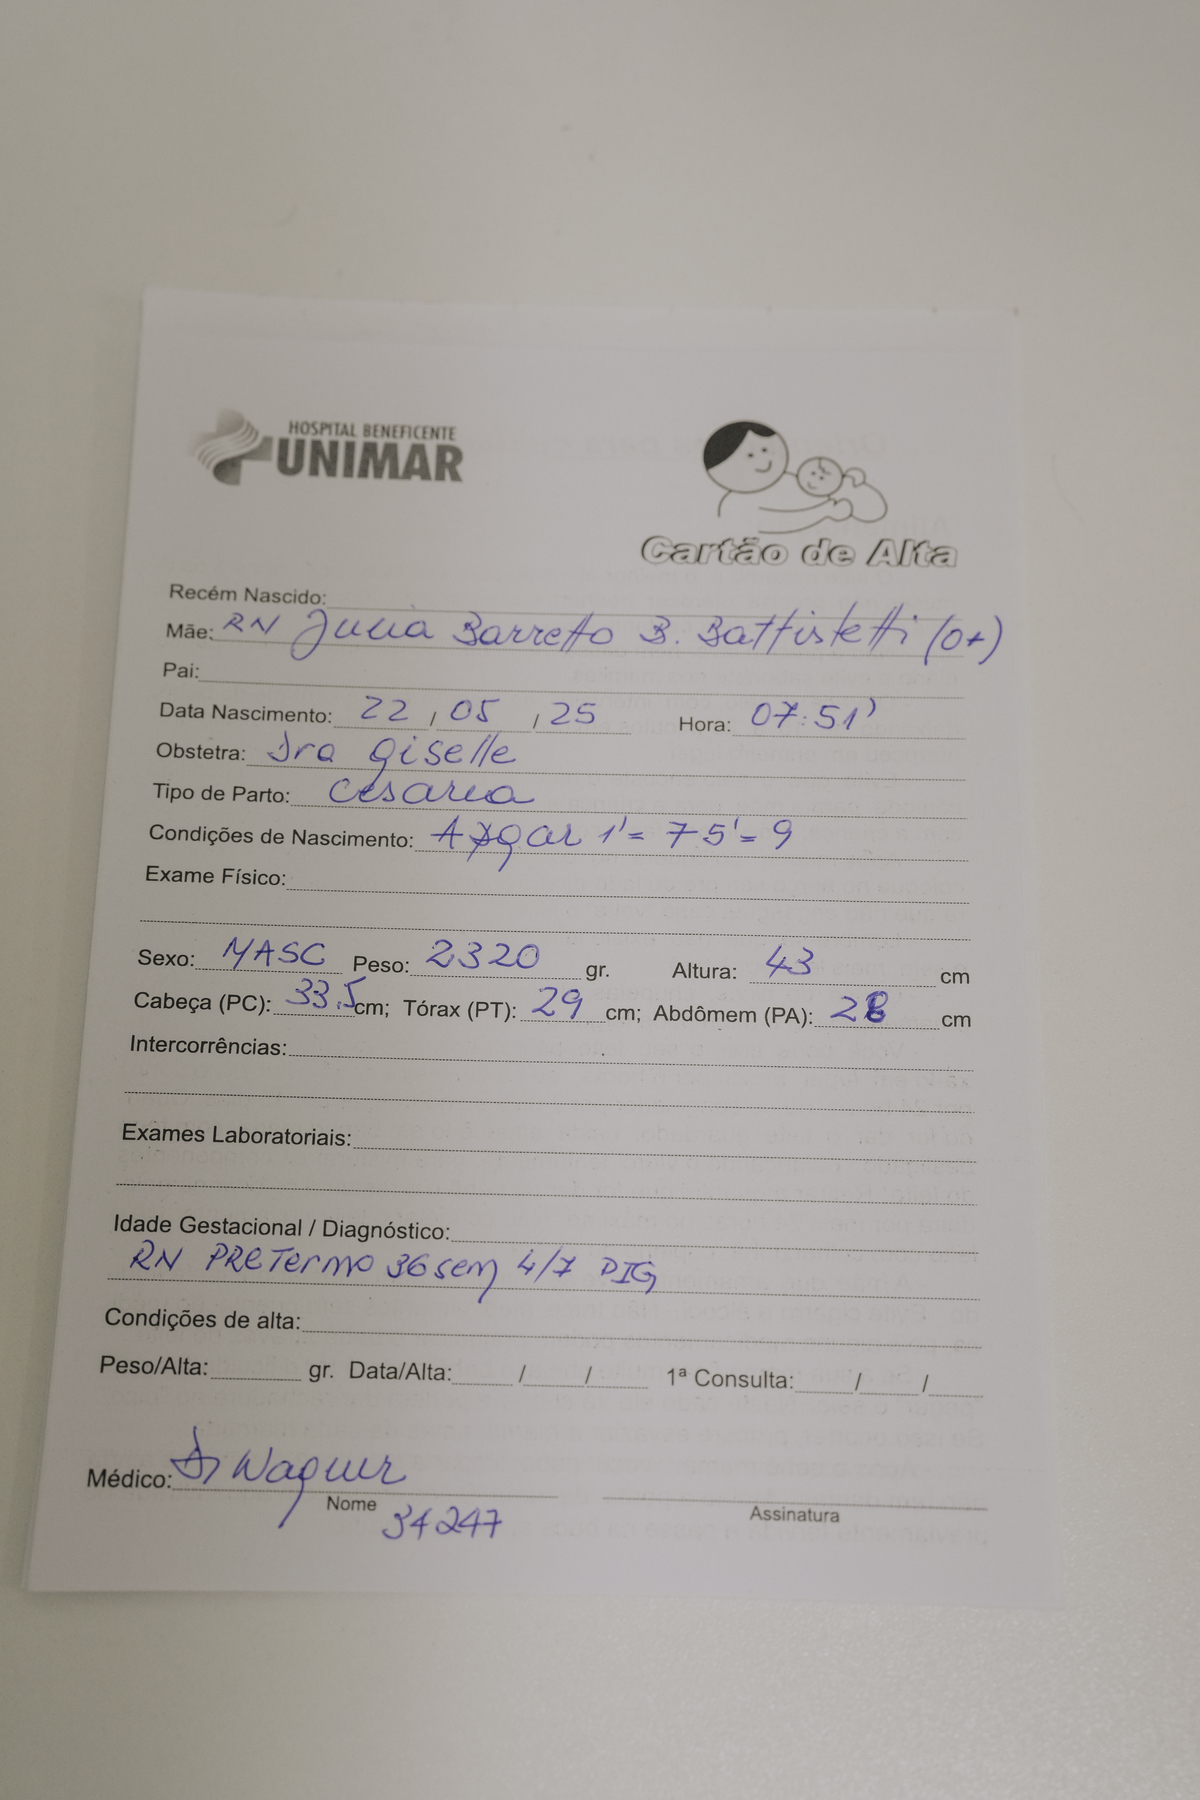 HOSPITAL BENEFICENTE
UNIMAR
Cartão de Alta
Recém Nascido:
Mãe: RN Julia Barretto B. Battistetti (O+)
Pai:
Data Nascimento: 22 / 05 / 25 Hora: 07:51'
Obstetra: Dra Giselle
Tipo de Parto: Cesarea
Condições de Nascimento: Apgar 1'= 7 5'= 9
Exame Físico:
Sexo: MASC Peso: 2320 gr. Altura: 43 cm
Cabeça (PC): 33.5 cm; Tórax (PT): 29 cm; Abdômem (PA): 28 cm
Intercorrências:
Exames Laboratoriais:
Idade Gestacional / Diagnóstico:
RN PRETermo 36 sem 4/7 PIG
Condições de alta:
Peso/Alta: gr. Data/Alta: / / 1ª Consulta: / /
Médico: Dr Wagner
Nome
34247
Assinatura